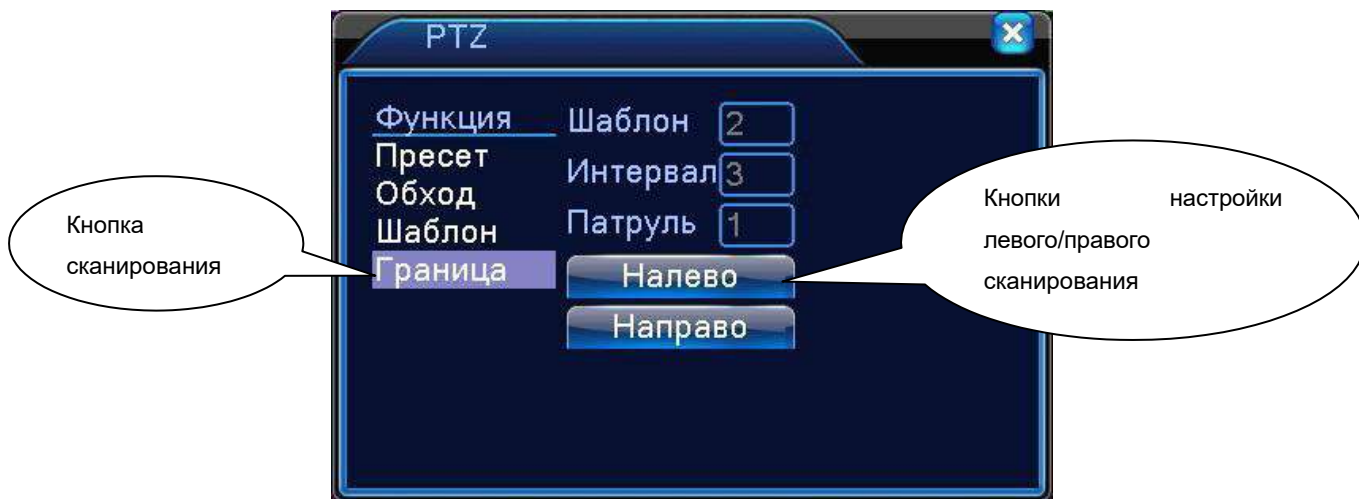 PTZ
Функция
Пресет
Обход
Шаблон
Граница
Шаблон 2
Интервал 3
Патруль 1
Налево
Направо
Кнопка
сканирования
Кнопки настройки
левого/правого
сканирования